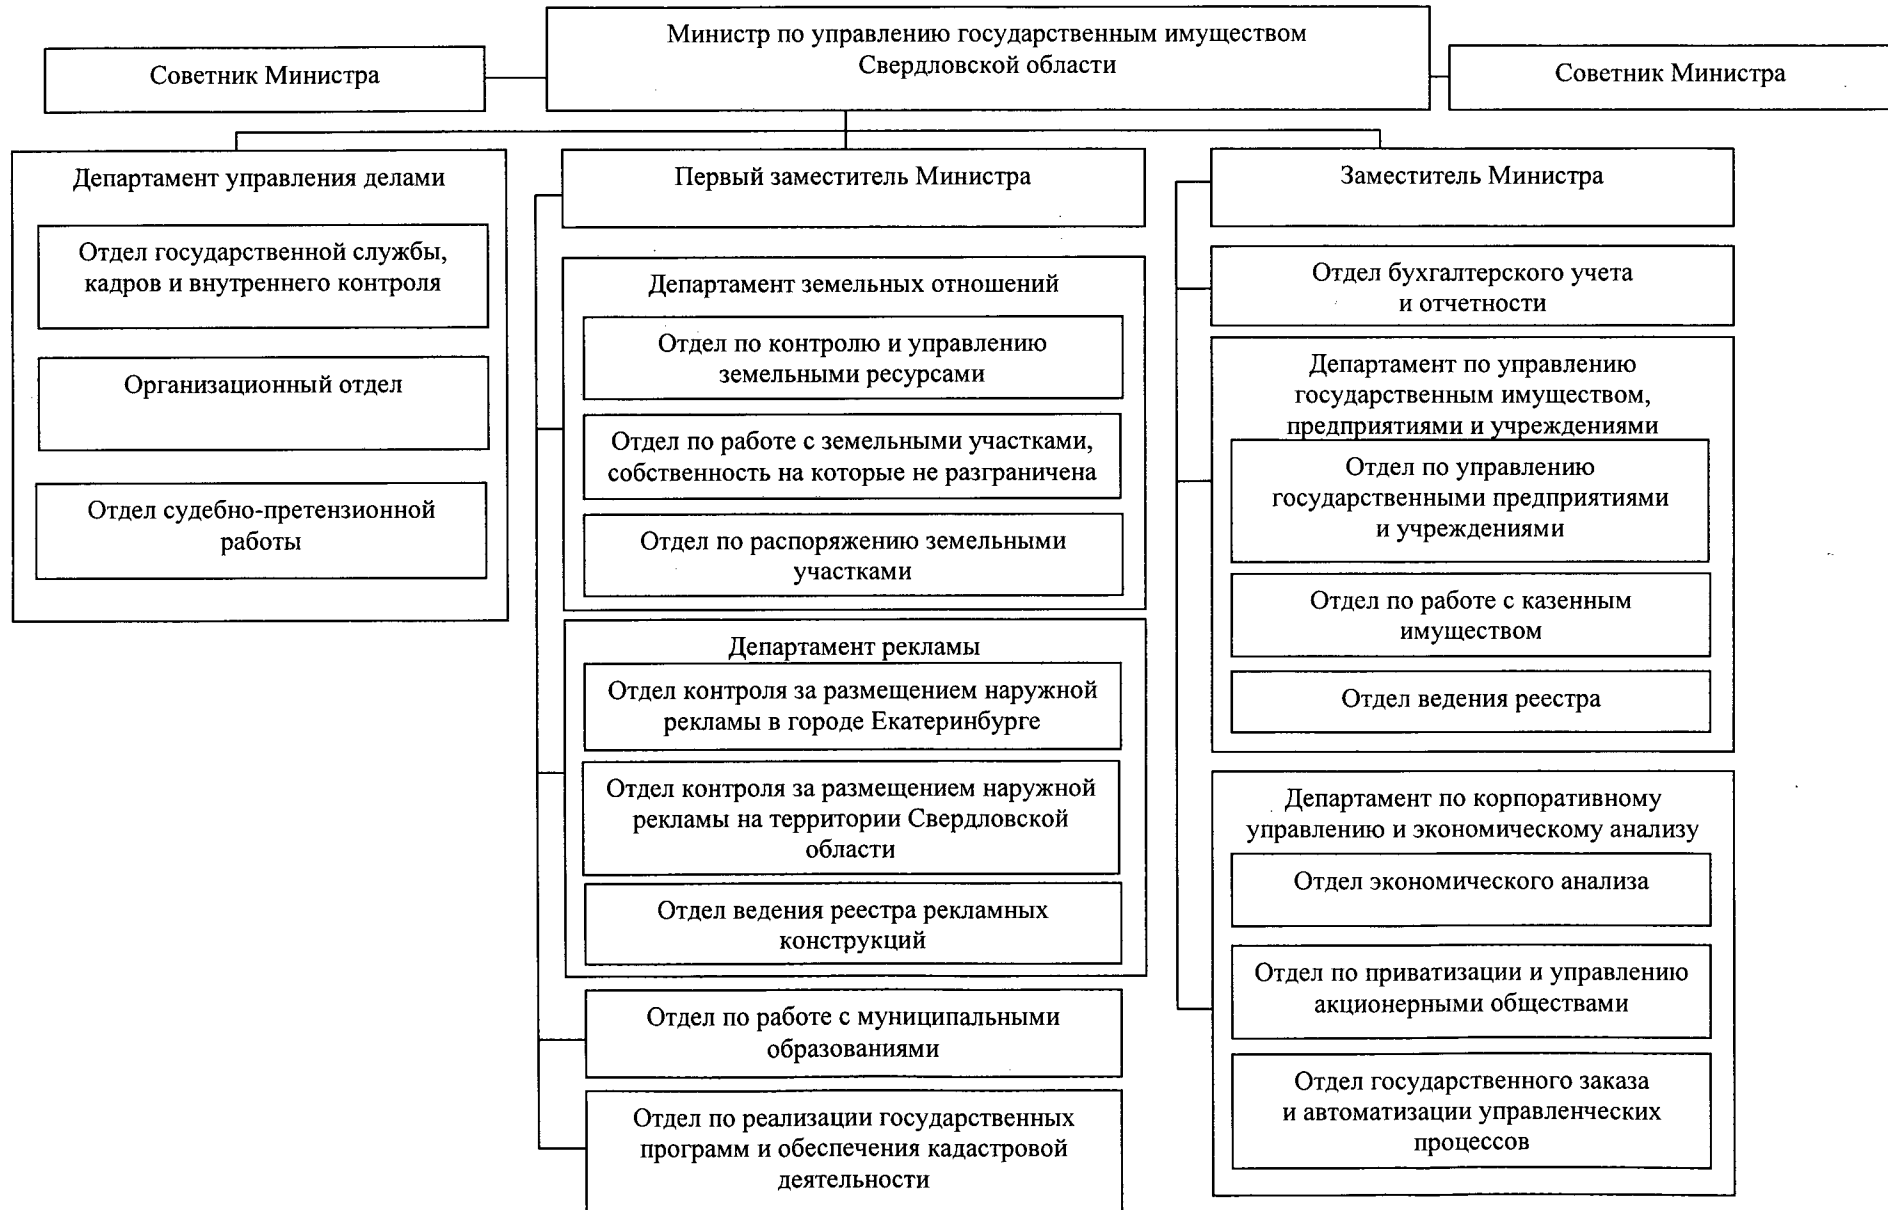 Министр по управлению государственным имуществом
Свердловской области
Советник Министра
Советник Министра
Департамент управления делами
Отдел государственной службы,
кадров и внутреннего контроля
Организационный отдел
Отдел судебно-претензионной
работы
Первый заместитель Министра
Департамент земельных отношений
Отдел по контролю и управлению
земельными ресурсами
Отдел по работе с земельными участками,
собственность на которые не разграничена
Отдел по распоряжению земельными
участками
Департамент рекламы
Отдел контроля за размещением наружной
рекламы в городе Екатеринбурге
Отдел контроля за размещением наружной
рекламы на территории Свердловской
области
Отдел ведения реестра рекламных
конструкций
Отдел по работе с муниципальными
образованиями
Отдел по реализации государственных
программ и обеспечения кадастровой
деятельности
Заместитель Министра
Отдел бухгалтерского учета
и отчетности
Департамент по управлению
государственным имуществом,
предприятиями и учреждениями
Отдел по управлению
государственными предприятиями
и учреждениями
Отдел по работе с казенным
имуществом
Отдел ведения реестра
Департамент по корпоративному
управлению и экономическому анализу
Отдел экономического анализа
Отдел по приватизации и управлению
акционерными обществами
Отдел государственного заказа
и автоматизации управленческих
процессов